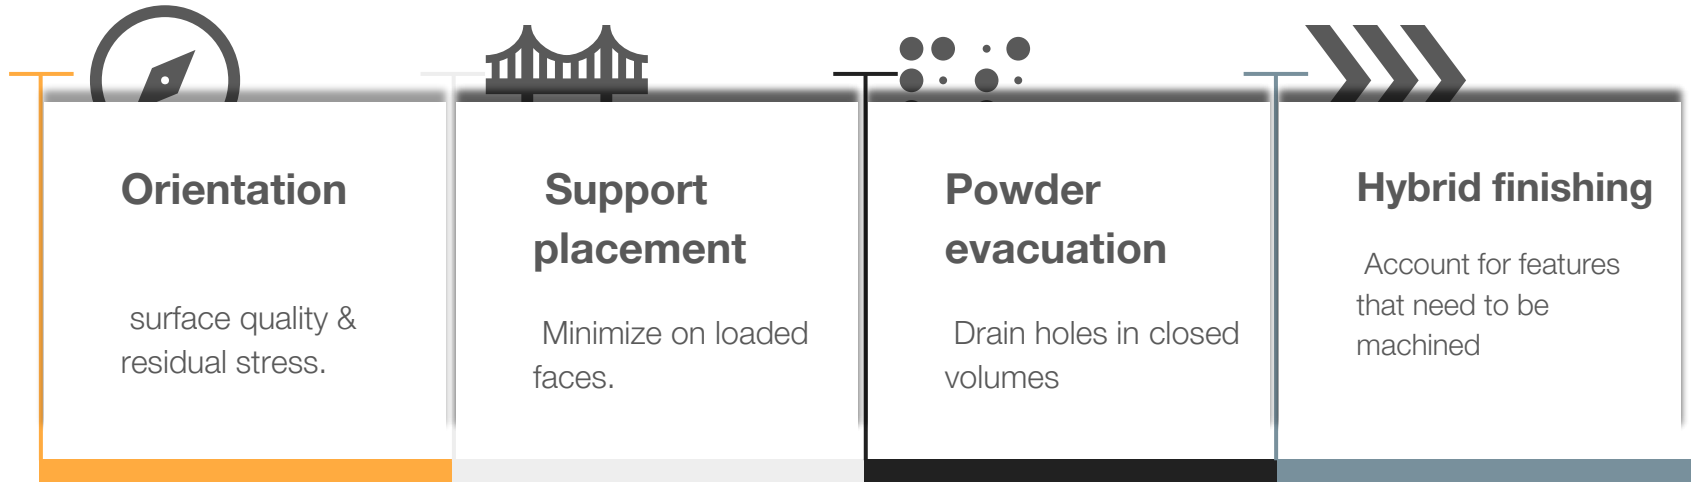 Orientation
surface quality &
residual stress.
Support
placement
Minimize on loaded
faces.
Powder
evacuation
Drain holes in closed
volumes
Hybrid finishing
Account for features
that need to be
machined